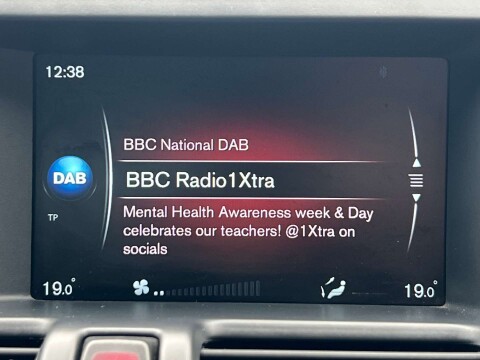 12:38
BBC National DAB
DAB
BBC Radio1Xtra
TP
Mental Health Awareness week & Day
celebrates our teachers! @1Xtra on
socials
19.0°
19.0°